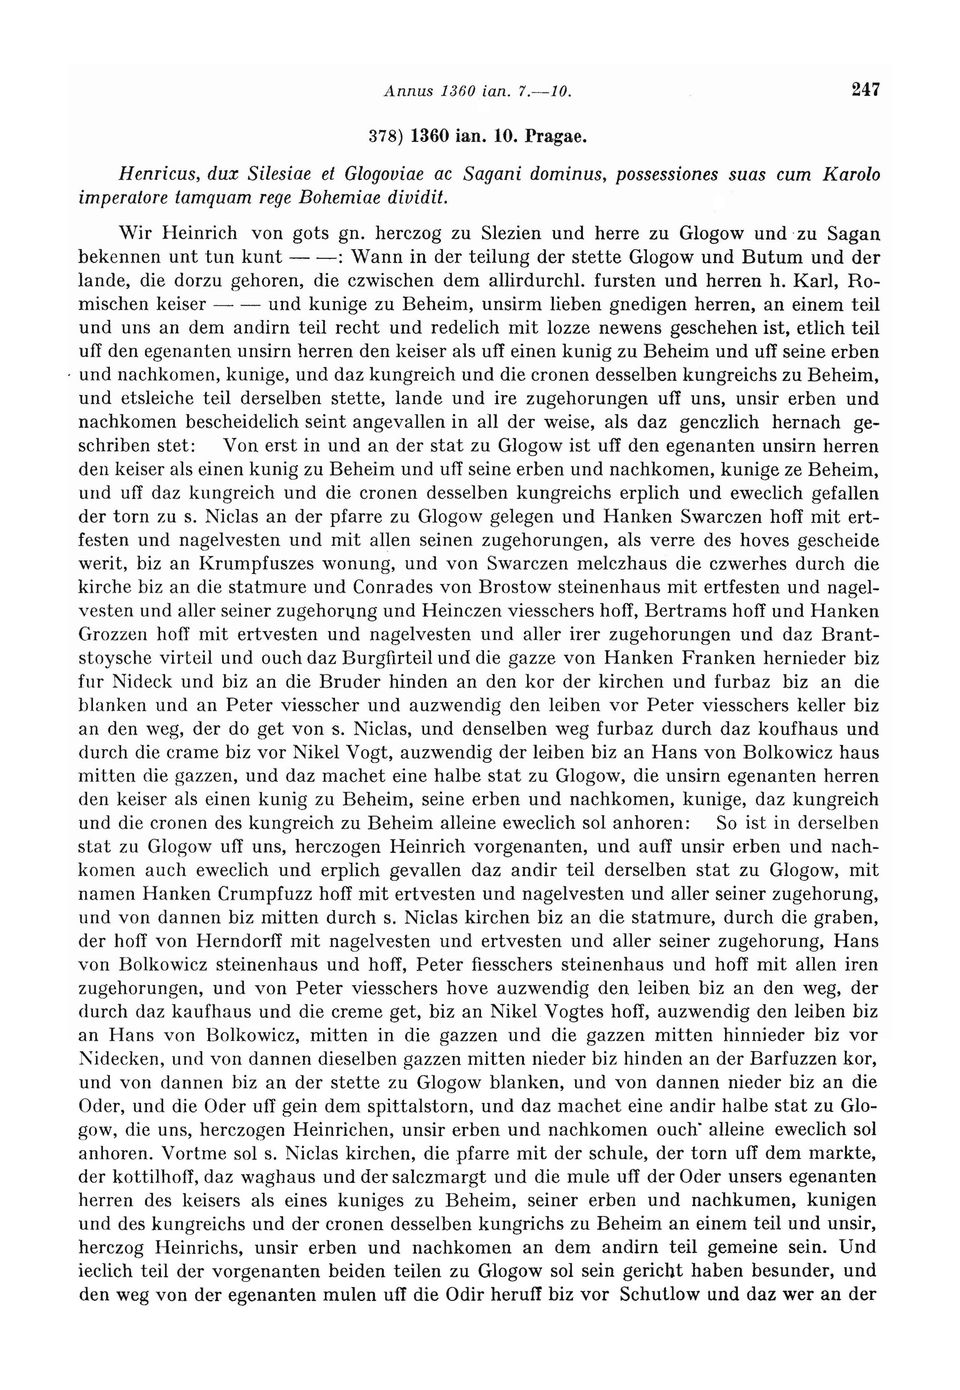 Annus 1360 ian. 7.—10. 247
378) 1360 ian. 10. Pragae.
Henricus, dux Silesiae et Glogoviae ac Sagani dominus, possessiones suas cum Karolo
imperatore tamquam rege Bohemiae dividit.
Wir Heinrich von gots gn. herczog zu Slezien und herre zu Glogow und zu Sagan
bekennen unt tun kunt — —: Wann in der teilung der stette Glogow und Butum und der
lande, die dorzu gehoren, die czwischen dem allirdurchl. fursten und herren h. Karl, Ro-
mischen keiser — — und kunige zu Beheim, unsirm lieben gnedigen herren, an einem teil
und uns an dem andirn teil recht und redelich mit lozze newens geschehen ist, etlich teil
uff den egenanten unsirn herren den keiser als uff einen kunig zu Beheim und uff seine erben
und nachkomen, kunige, und daz kungreich und die cronen desselben kungreichs zu Beheim,
und etsleiche teil derselben stette, lande und ire zugehorungen uff uns, unsir erben und
nachkomen bescheidelich seint angevallen in all der weise, als daz genczlich hernach ge-
schriben stet: Von erst in und an der stat zu Glogow ist uff den egenanten unsirn herren
den keiser als einen kunig zu Beheim und uff seine erben und nachkomen, kunige ze Beheim,
und uff daz kungreich und die cronen desselben kungreichs erplich und eweclich gefallen
der torn zu s. Niclas an der pfarre zu Glogow gelegen und Hanken Swarczen hoff mit ert-
festen und nagelvesten und mit allen seinen zugehorungen, als verre des hoves gescheide
werit, biz an Krumpfuszes wonung, und von Swarczen melczhaus die czwerhes durch die
kirche biz an die statmure und Conrades von Brostow steinenhaus mit ertfesten und nagel-
vesten und aller seiner zugehorung und Heinczen viesschers hoff, Bertrams hoff und Hanken
Grozzen hoff mit ertvesten und nagelvesten und aller irer zugehorungen und daz Brant-
stoysche virteil und ouch daz Burgfirteil und die gazze von Hanken Franken hernieder biz
fur Nideck und biz an die Bruder hinden an den kor der kirchen und furbaz biz an die
blanken und an Peter viesscher und auzwendig den leiben vor Peter viesschers keller biz
an den weg, der do get von s. Niclas, und denselben weg furbaz durch daz koufhaus und
durch die crame biz vor Nikel Vogt, auzwendig der leiben biz an Hans von Bolkowicz haus
mitten die gazzen, und daz machet eine halbe stat zu Glogow, die unsirn egenanten herren
den keiser als einen kunig zu Beheim, seine erben und nachkomen, kunige, daz kungreich
und die cronen des kungreich zu Beheim alleine eweclich sol anhoren: So ist in derselben
stat zu Glogow uff uns, herczogen Heinrich vorgenanten, und auff unsir erben und nach-
komen auch eweclich und erplich gevallen daz andir teil derselben stat zu Glogow, mit
namen Hanken Crumpfuzz hoff mit ertvesten und nagelvesten und aller seiner zugehorung,
und von dannen biz mitten durch s. Niclas kirchen biz an die statmure, durch die graben,
der hoff von Herndorff mit nagelvesten und ertvesten und aller seiner zugehorung, Hans
von Bolkowicz steinenhaus und hoff, Peter fiesschers steinenhaus und hoff mit allen iren
zugehorungen, und von Peter viesschers hove auzwendig den leiben biz an den weg, der
durch daz kaufhaus und die creme get, biz an Nikel Vogtes hoff, auzwendig den leiben biz
an Hans von Bolkowicz, mitten in die gazzen und die gazzen mitten hinnieder biz vor
Nidecken, und von dannen dieselben gazzen mitten nieder biz hinden an der Barfuzzen kor,
und von dannen biz an der stette zu Glogow blanken, und von dannen nieder biz an die
Oder, und die Oder uff gein dem spittalstorn, und daz machet eine andir halbe stat zu Glo-
gow, die uns, herczogen Heinrichen, unsir erben und nachkomen ouch alleine eweclich sol
anhoren. Vortme sol s. Niclas kirchen, die pfarre mit der schule, der torn uff dem markte,
der kottilhoff, daz waghaus und der salczmargt und die mule uff der Oder unsers egenanten
herren des keisers als eines kuniges zu Beheim, seiner erben und nachkumen, kunigen
und des kungreichs und der cronen desselben kungrichs zu Beheim an einem teil und unsir,
herczog Heinrichs, unsir erben und nachkomen an dem andirn teil gemeine sein. Und
ieclich teil der vorgenanten beiden teilen zu Glogow sol sein gericht haben besunder, und
den weg von der egenanten mulen uff die Odir heruff biz vor Schutlow und daz wer an der